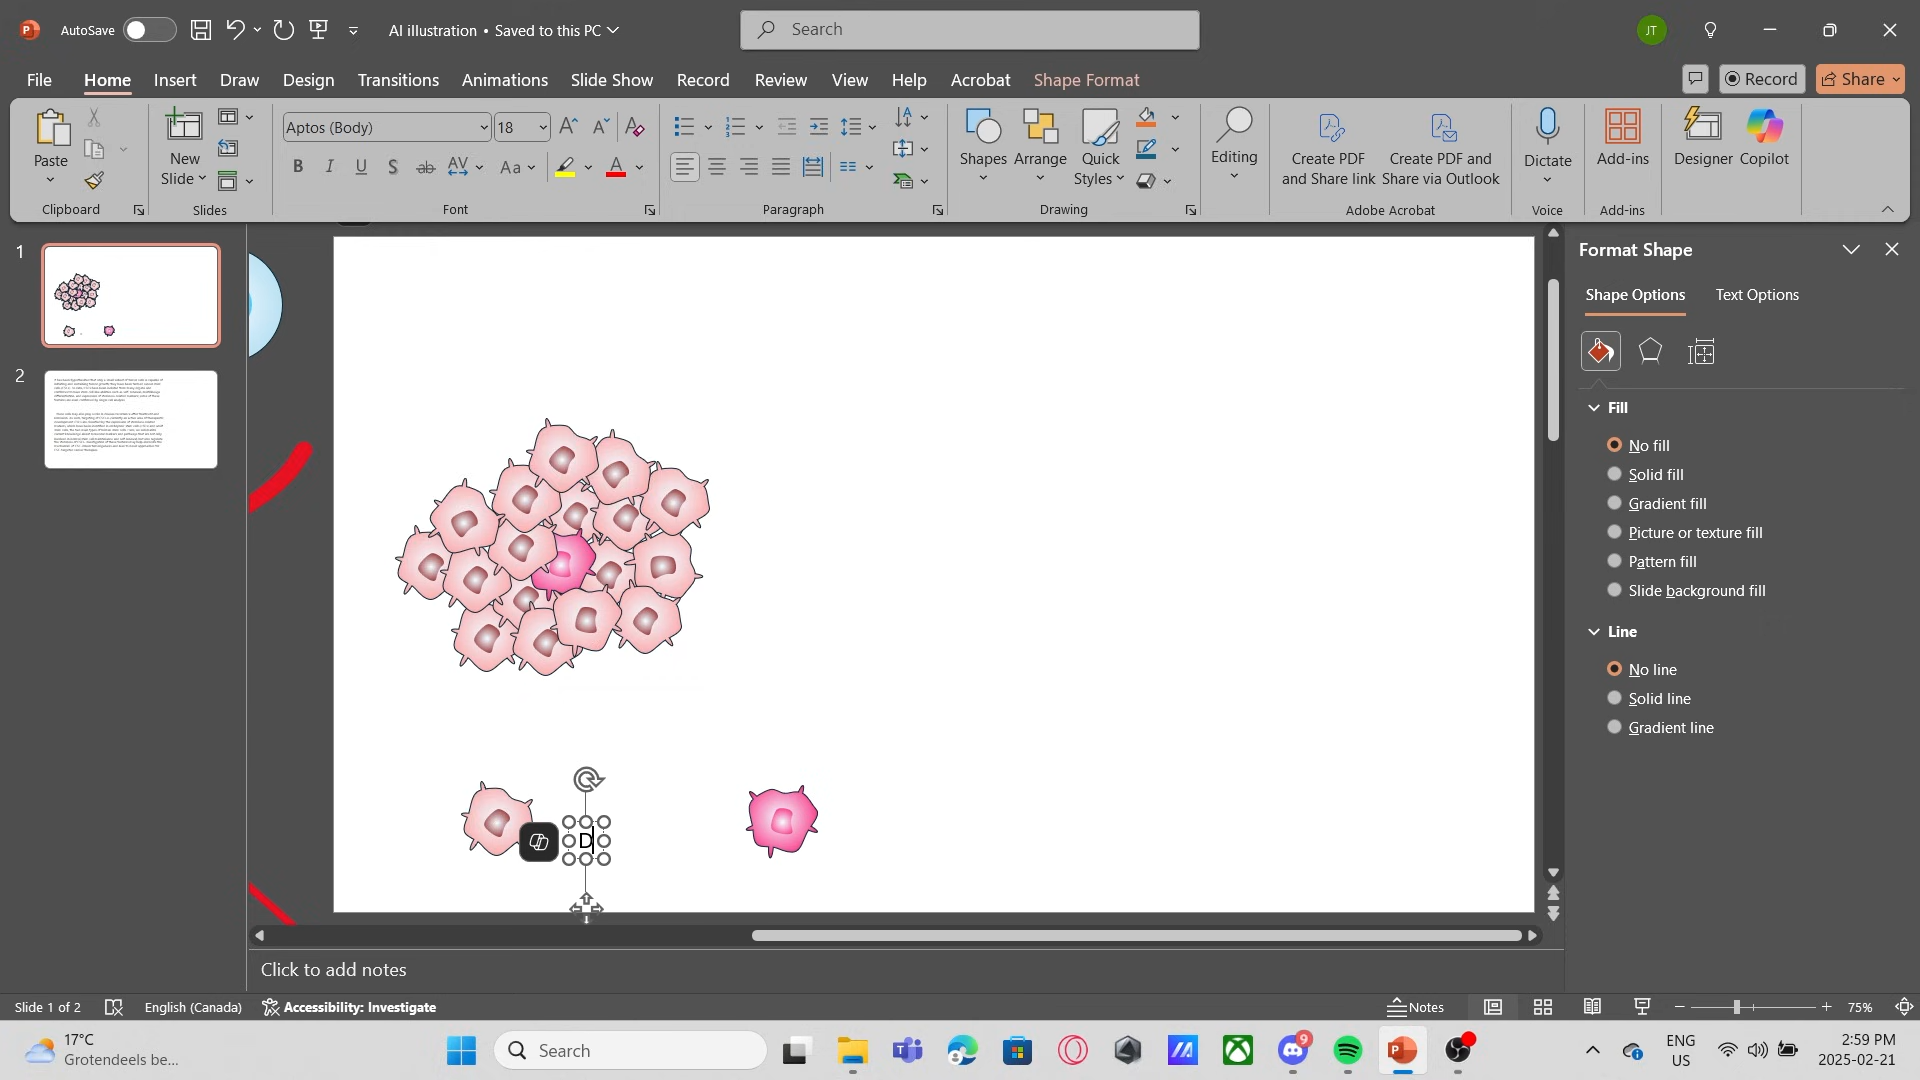 AutoSave
AI illustration • Saved to this PC
Search
JT
File
Home
Insert
Draw
Design
Transitions
Animations
Slide Show
Record
Review
View
Help
Acrobat
Shape Format
Record
Share
Paste
New
Slide
Aptos (Body)
18
Shapes
Arrange
Quick
Styles
Editing
Create PDF
and Share link
Create PDF and
Share via Outlook
Dictate
Add-ins
Designer
Copilot
Clipboard
Slides
Font
Paragraph
Drawing
Adobe Acrobat
Voice
Add-ins
1
2
D
Format Shape
Shape Options
Text Options
Fill
No fill
Solid fill
Gradient fill
Picture or texture fill
Pattern fill
Slide background fill
Line
No line
Solid line
Gradient line
Click to add notes
Slide 1 of 2
English (Canada)
Accessibility: Investigate
Notes
75%
17°C
Grotendeels be...
Search
9
ENG
US
2:59 PM
2025-02-21